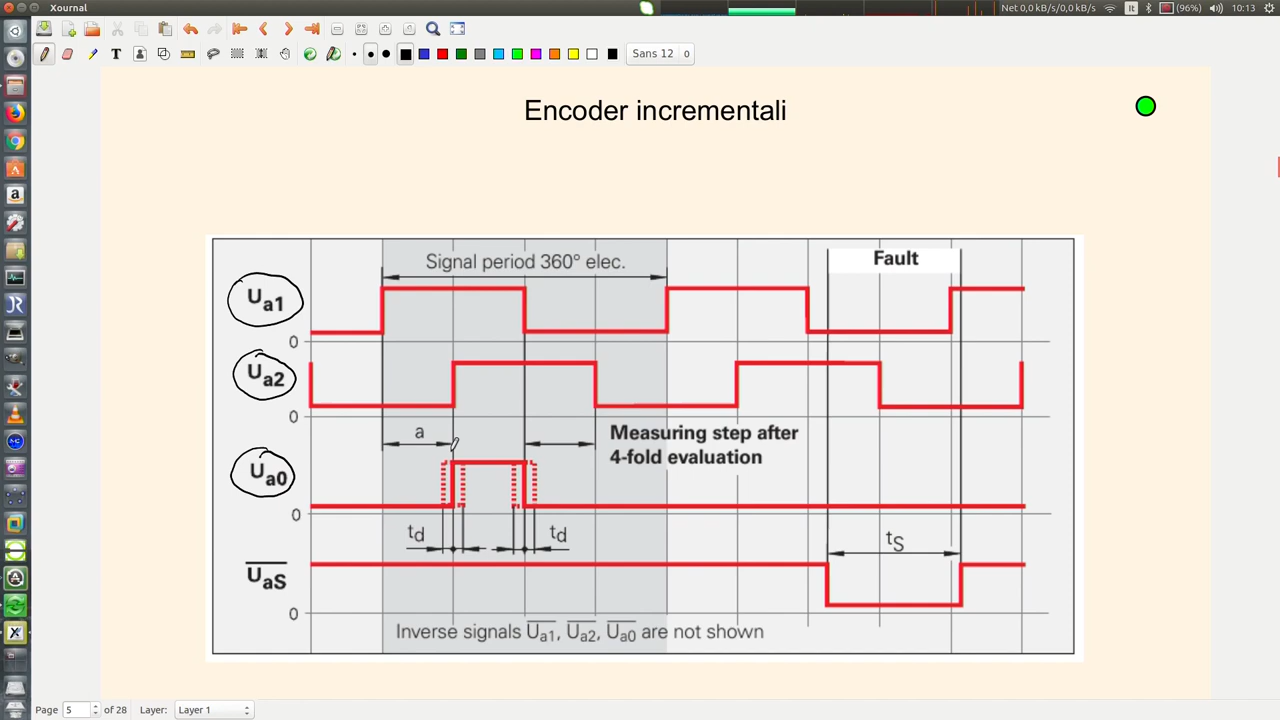 Xournal
Net 0,0 kB/s/0,0 kB/s
It
(96%)
10:13
T
Sans 12
0
Encoder incrementali
Signal period 360° elec.
Fault
Ua1
0
Ua2
0
a
Measuring step after
4-fold evaluation
Ua0
0
td
td
tS
UaS
0
Inverse signals Ua1, Ua2, Ua0 are not shown
Page
5
of 28
Layer:
Layer 1